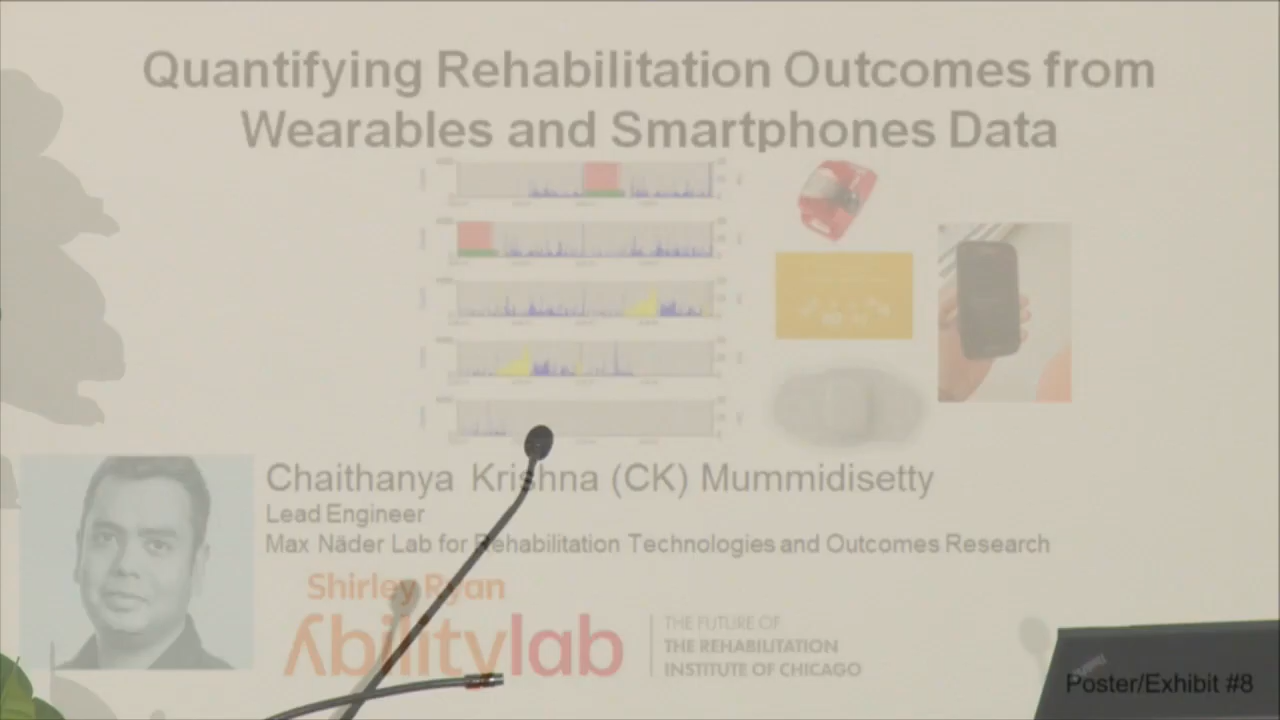 Quantifying Rehabilitation Outcomes from
Wearables and Smartphones Data
Chaithanya Krishna (CK) Mummidisetty
Lead Engineer
Max Näder Lab for Rehabilitation Technologies and Outcomes Research
Shirley Ryan
Abilitylab
THE FUTURE OF
THE REHABILITATION
INSTITUTE OF CHICAGO
Poster/Exhibit #8